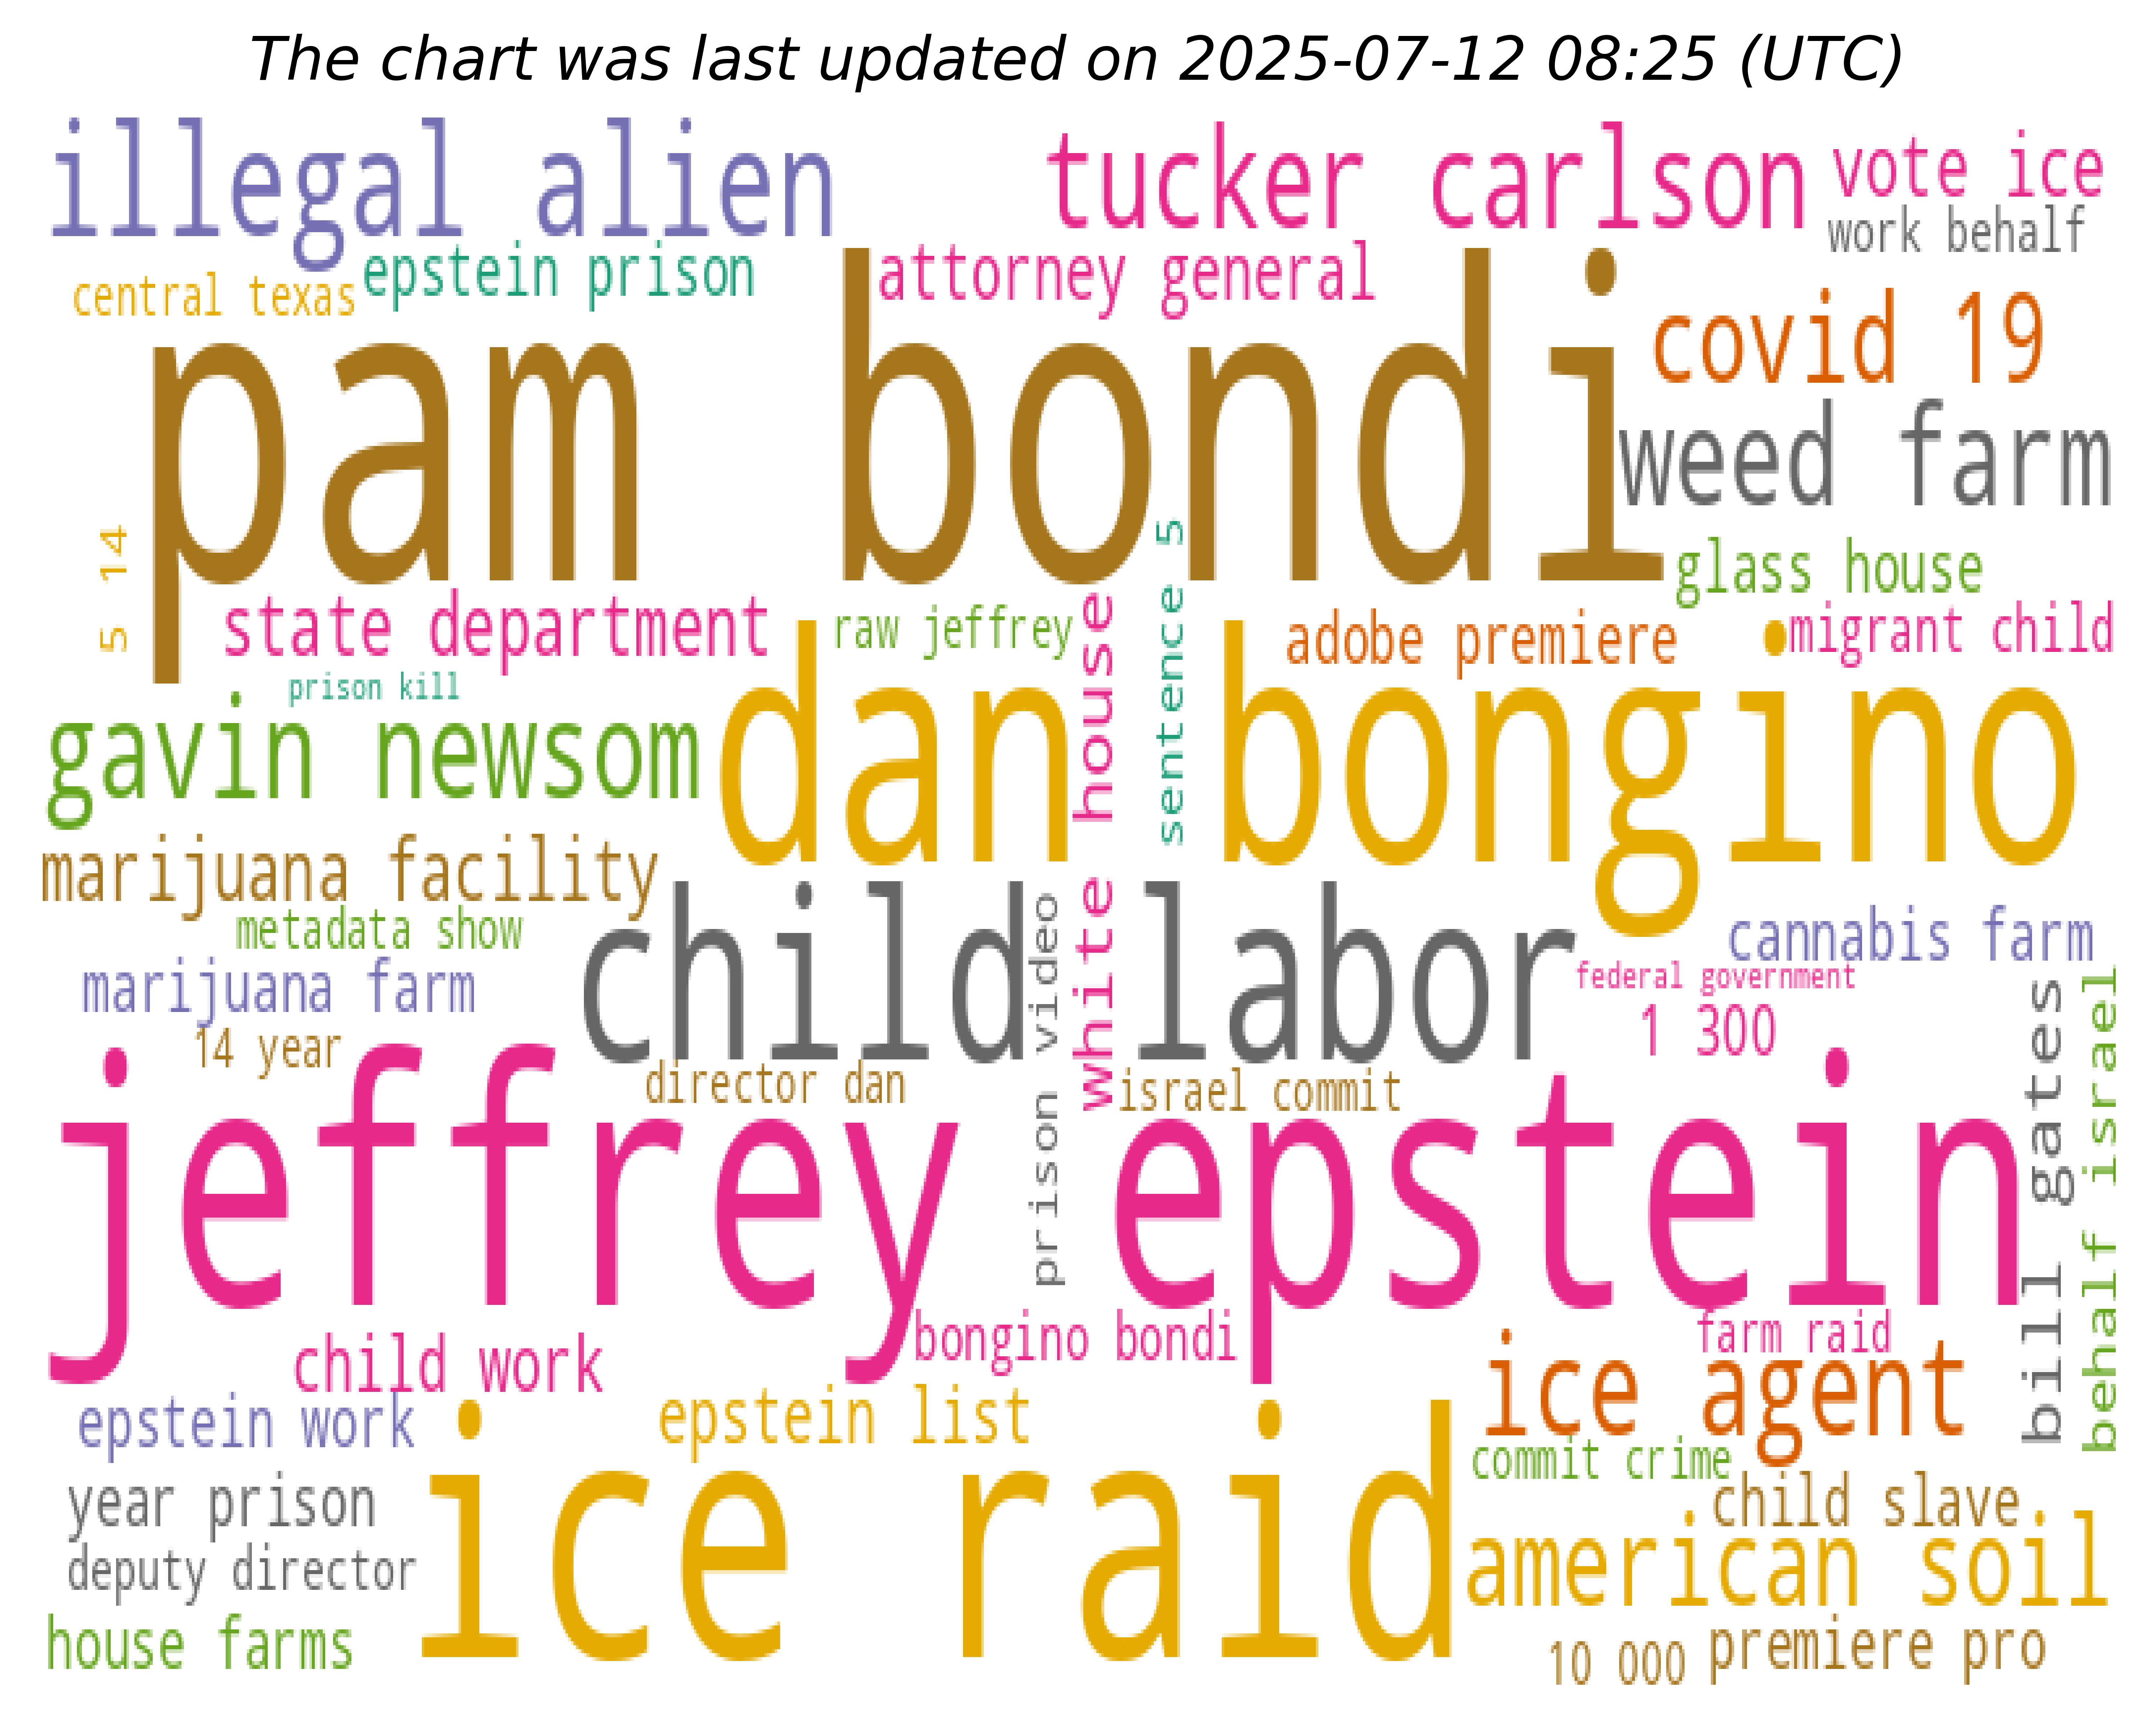 The chart was last updated on 2025-07-12 08:25 (UTC)
illegal alien
tucker carlson
vote ice
work behalf
central texas
epstein prison
attorney general
covid 19
pam bondi
weed farm
5 14
sentence 5
glass house
state department
raw jeffrey
white house
adobe premiere
migrant child
prison kill
gavin newsom
dan bongino
marijuana facility
metadata show
child labor
prison video
cannabis farm
federal government
marijuana farm
1 300
14 year
director dan
israel commit
bill gates
behalf israel
jeffrey epstein
bongino bondi
farm raid
child work
ice agent
epstein work
epstein list
commit crime
year prison
ice raid
child slave
american soil
deputy director
house farms
10 000
premiere pro